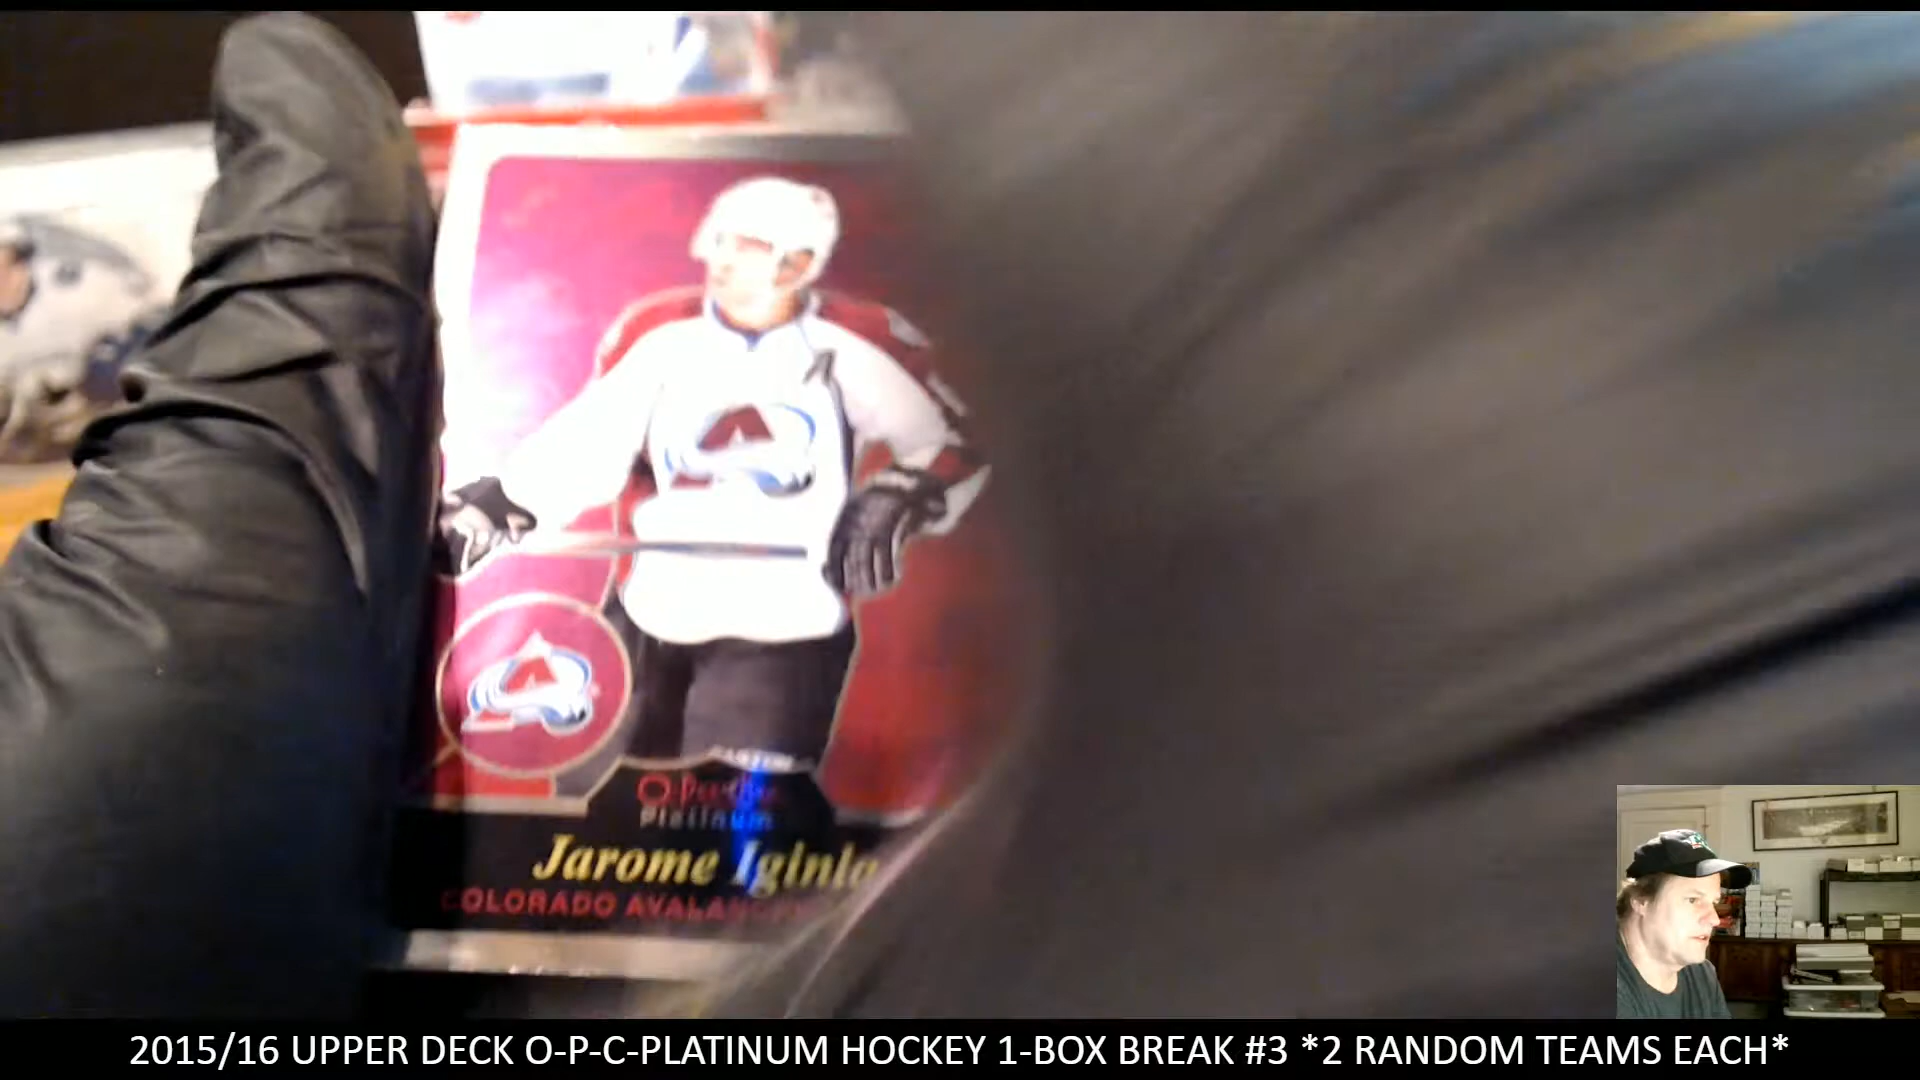 O-Pee-Chee
Platinum
Jarome Iginla
COLORADO AVALANCHE
2015/16 UPPER DECK O-P-C-PLATINUM HOCKEY 1-BOX BREAK #3 *2 RANDOM TEAMS EACH*